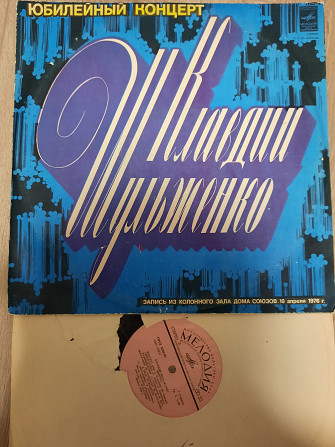 ЮБИЛЕЙНЫЙ КОНЦЕРТ
Клавдии
Шульженко
ЗАПИСЬ ИЗ КОЛОННОГО ЗАЛА ДОМА СОЮЗОВ. 10 апреля 1976 г.
МЕЛОДИЯ